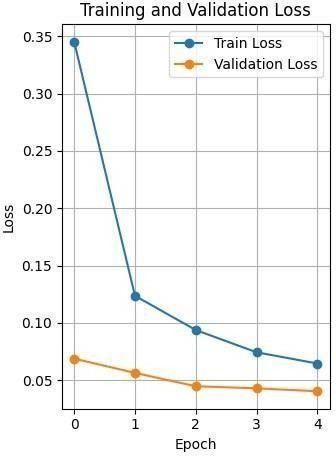 Training and Validation Loss
Train Loss
Validation Loss
0.35
0.30
0.25
0.20
0.15
0.10
0.05
Loss
0 1 2 3 4
Epoch